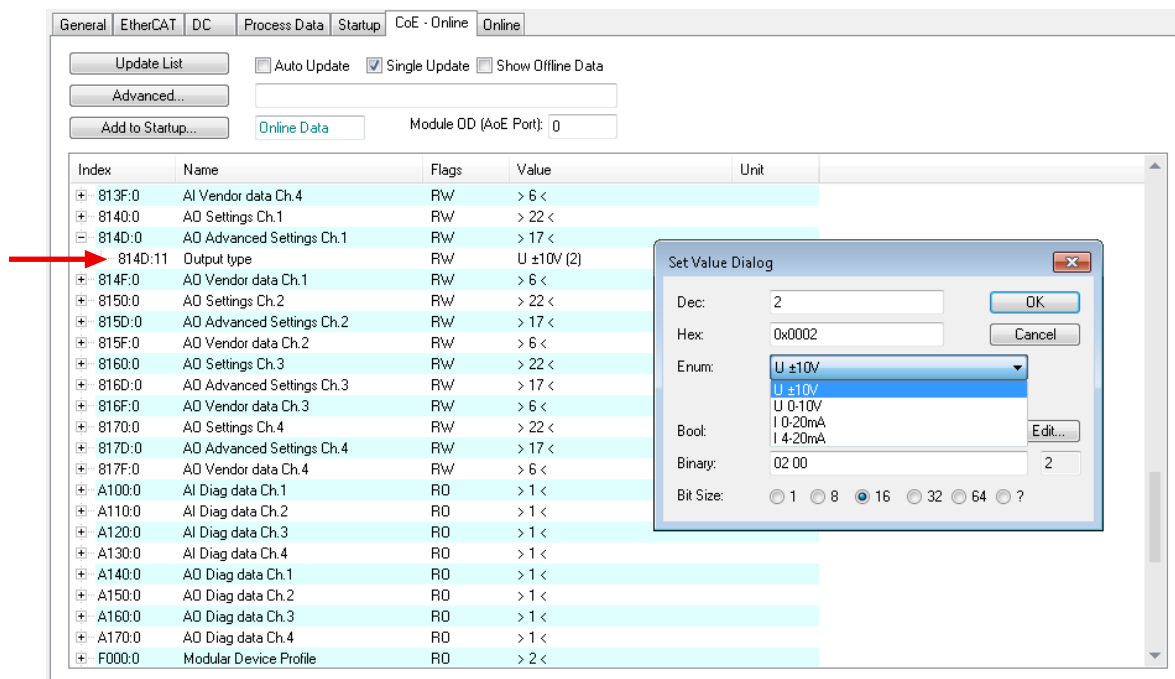 General EtherCAT DC Process Data Startup CoE - Online Online
Update List Auto Update Single Update Show Offline Data
Advanced...
Add to Startup... Online Data Module OD (AoE Port): 0
Index Name Flags Value Unit
813F:0 AI Vendor data Ch.4 RW > 6 <
8140:0 AO Settings Ch.1 RW > 22 <
814D:0 AO Advanced Settings Ch.1 RW > 17 <
814D:11 Output type RW U ±10V (2)
814F:0 AO Vendor data Ch.1 RW > 6 <
8150:0 AO Settings Ch.2 RW > 22 <
815D:0 AO Advanced Settings Ch.2 RW > 17 <
815F:0 AO Vendor data Ch.2 RW > 6 <
8160:0 AO Settings Ch.3 RW > 22 <
816D:0 AO Advanced Settings Ch.3 RW > 17 <
816F:0 AO Vendor data Ch.3 RW > 6 <
8170:0 AO Settings Ch.4 RW > 22 <
817D:0 AO Advanced Settings Ch.4 RW > 17 <
817F:0 AO Vendor data Ch.4 RW > 6 <
A100:0 AI Diag data Ch.1 RO > 1 <
A110:0 AI Diag data Ch.2 RO > 1 <
A120:0 AI Diag data Ch.3 RO > 1 <
A130:0 AI Diag data Ch.4 RO > 1 <
A140:0 AO Diag data Ch.1 RO > 1 <
A150:0 AO Diag data Ch.2 RO > 1 <
A160:0 AO Diag data Ch.3 RO > 1 <
A170:0 AO Diag data Ch.4 RO > 1 <
F000:0 Modular Device Profile RO > 2 <
Set Value Dialog
Dec: 2 OK
Hex: 0x0002 Cancel
Enum: U ±10V
U ±10V
U 0-10V
I 0-20mA
I 4-20mA
Bool: Edit...
Binary: 02 00 2
Bit Size: 1 8 16 32 64 ?